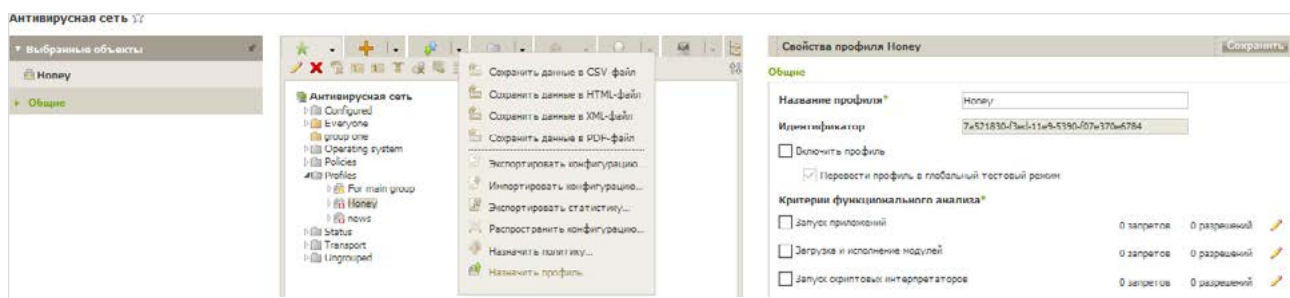 Антивирусная сеть
Выбранные объекты
Honey
Общие
Сохранить данные в CSV-файл
Сохранить данные в HTML-файл
Сохранить данные в XML-файл
Сохранить данные в PDF-файл
Экспортировать конфигурацию...
Импортировать конфигурацию...
Экспортировать статистику...
Распространить конфигурацию...
Назначить политику...
Назначить профиль
Антивирусная сеть
Configured
Everyone
group one
Operating system
Policies
Profiles
For main group
Honey
news
Status
Transport
Ungrouped
Свойства профиля Honey
Сохранить
Общие
Название профиля* Honey
Идентификатор
Включить профиль
Перевести профиль в глобальный тестовый режим
Критерии функционального анализа*
Запуск приложений 0 запретов 0 разрешений
Загрузка и исполнение модулей 0 запретов 0 разрешений
Запуск скриптовых интерпретаторов 0 запретов 0 разрешений